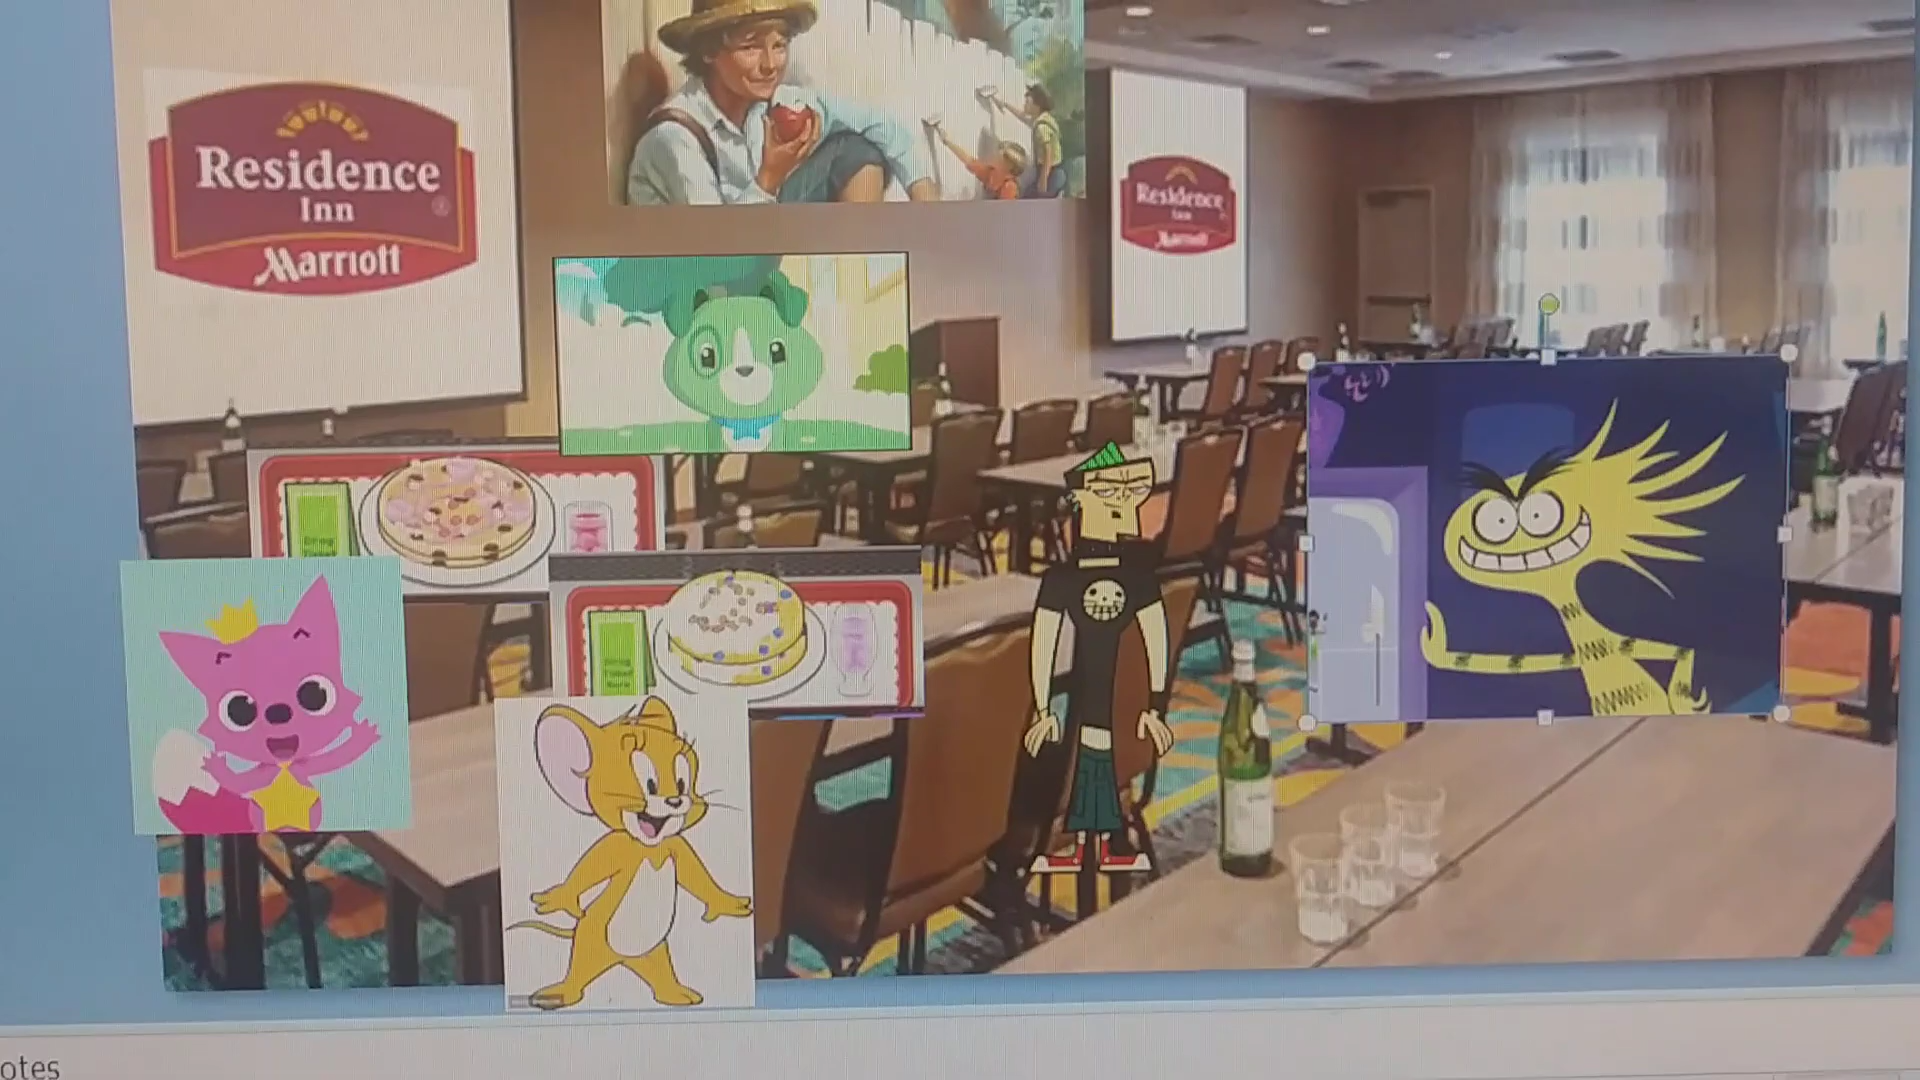 Residence
Inn
Marriott
Residence
Inn
Marriott
otes